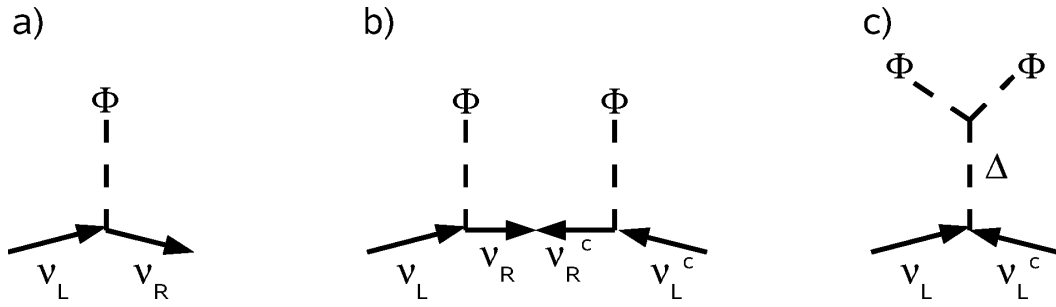 a) b) c)
Φ Φ
Φ Φ Φ
Δ
ν_L ν_R ν_L ν_R ν_R^c ν_L^c ν_L ν_L^c